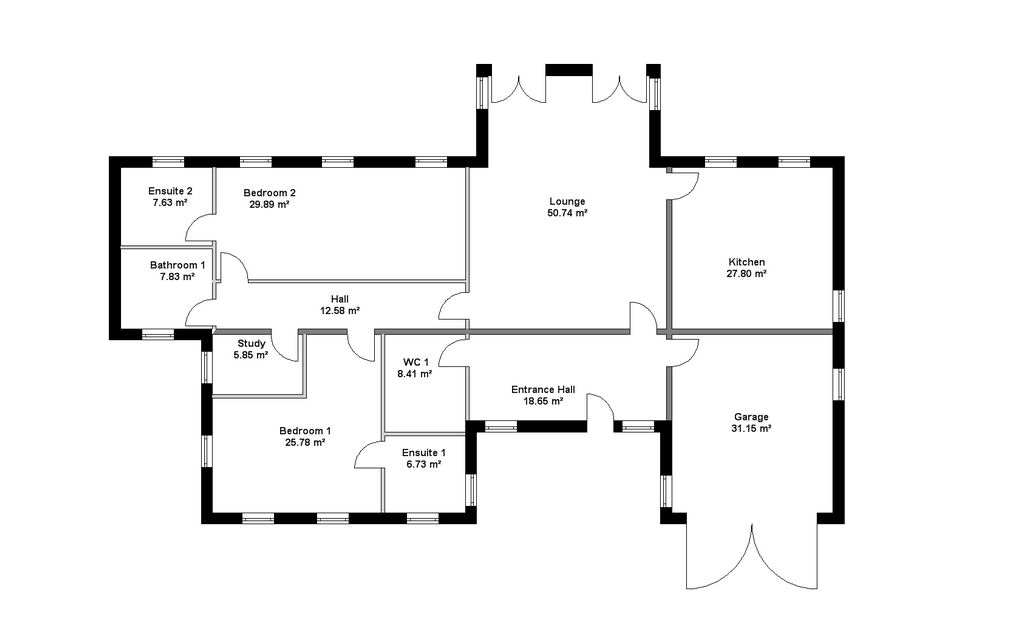 Ensuite 2
7.63 m²
Bedroom 2
29.89 m²
Lounge
50.74 m²
Bathroom 1
7.83 m²
Kitchen
27.80 m²
Hall
12.58 m²
Study
5.85 m²
WC 1
8.41 m²
Entrance Hall
18.65 m²
Garage
31.15 m²
Bedroom 1
25.78 m²
Ensuite 1
6.73 m²